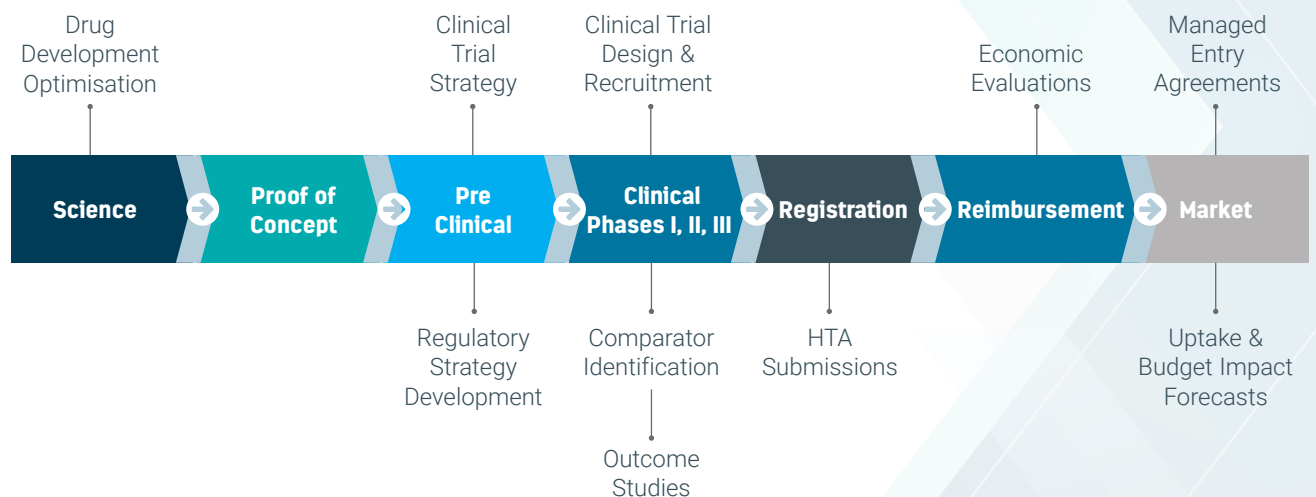 Drug
Development
Optimisation
Clinical
Trial
Strategy
Clinical Trial
Design &
Recruitment
Economic
Evaluations
Managed
Entry
Agreements
Science
Proof of
Concept
Pre
Clinical
Clinical
Phases I, II, III
Registration
Reimbursement
Market
Regulatory
Strategy
Development
Comparator
Identification
Outcome
Studies
HTA
Submissions
Uptake &
Budget Impact
Forecasts